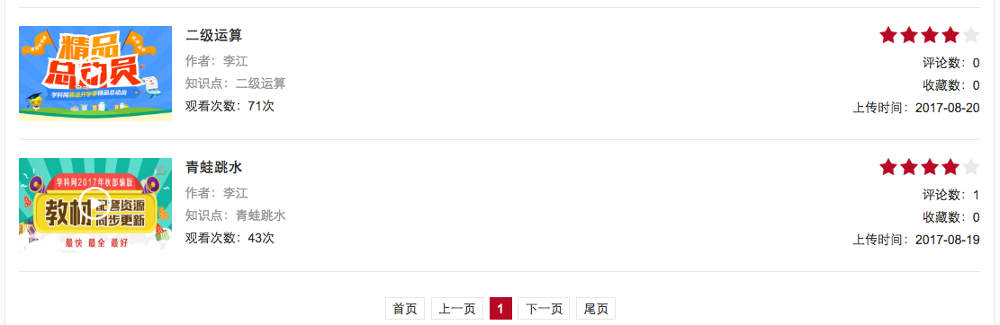 精品
总动员
学科网高端开学季精品总动员
二级运算
作者：李江
知识点：二级运算
观看次数：71次
评论数：0
收藏数：0
上传时间：2017-08-20
学科网2017年秋部编版
教材
配套资源
同步更新
最快 最全 最好
青蛙跳水
作者：李江
知识点：青蛙跳水
观看次数：43次
评论数：1
收藏数：0
上传时间：2017-08-19
首页 上一页 1 下一页 尾页